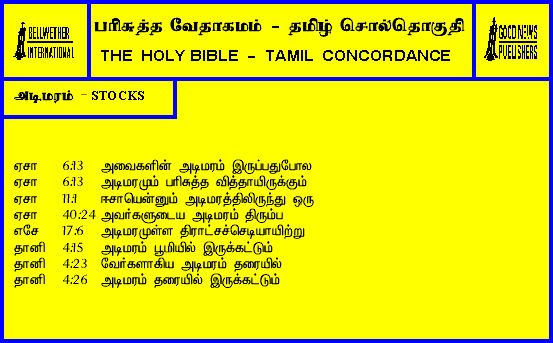 BELLWETHER
INTERNATIONAL
பரிசுத்த வேதாகமம் - தமிழ் சொல்தொகுதி
THE HOLY BIBLE - TAMIL CONCORDANCE
GOOD NEWS
PUBLISHERS
அடிமரம் - STOCKS
ஏசா 6:13 அவைகளின் அடிமரம் இருப்பதுபோல
ஏசா 6:13 அடிமரமும் பரிசுத்த வித்தாயிருக்கும்
ஏசா 11:1 ஈசாயென்னும் அடிமரத்திலிருந்து ஒரு
ஏசா 40:24 அவர்களுடைய அடிமரம் திரும்ப
எசே 17:6 அடிமரமுள்ள திராட்சச்செடியாயிற்று
தானி 4:15 அடிமரம் பூமியில் இருக்கட்டும்
தானி 4:23 வேர்களாகிய அடிமரம் தரையில்
தானி 4:26 அடிமரம் தரையில் இருக்கட்டும்